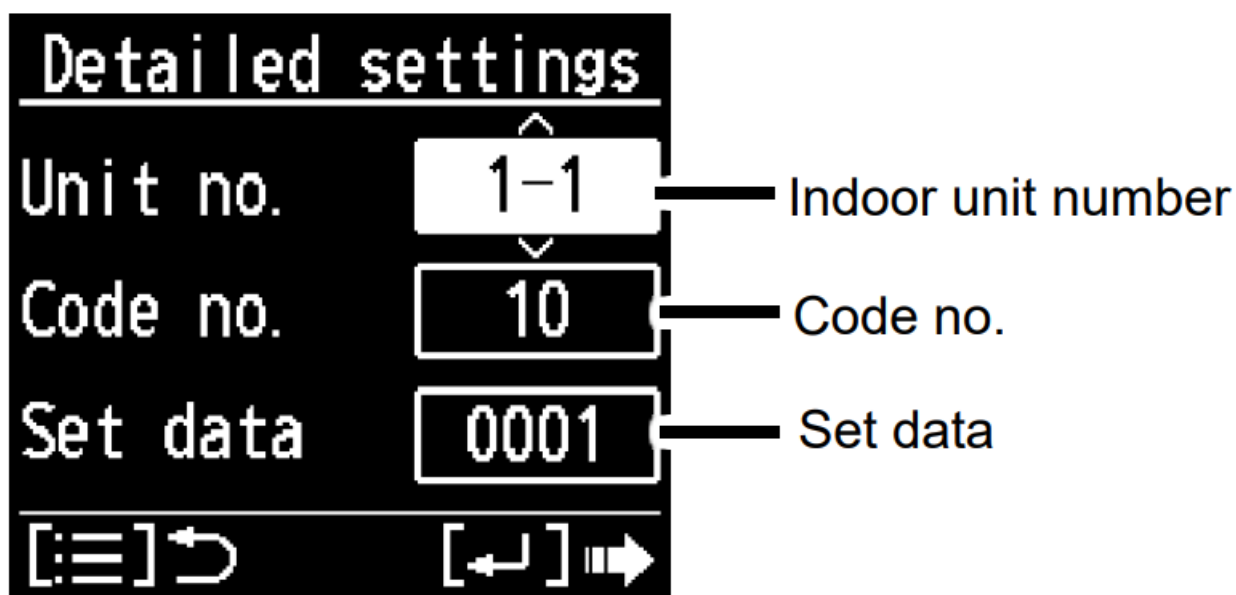 Detailed settings
Unit no. 1-1 Indoor unit number
Code no. 10 Code no.
Set data 0001 Set data